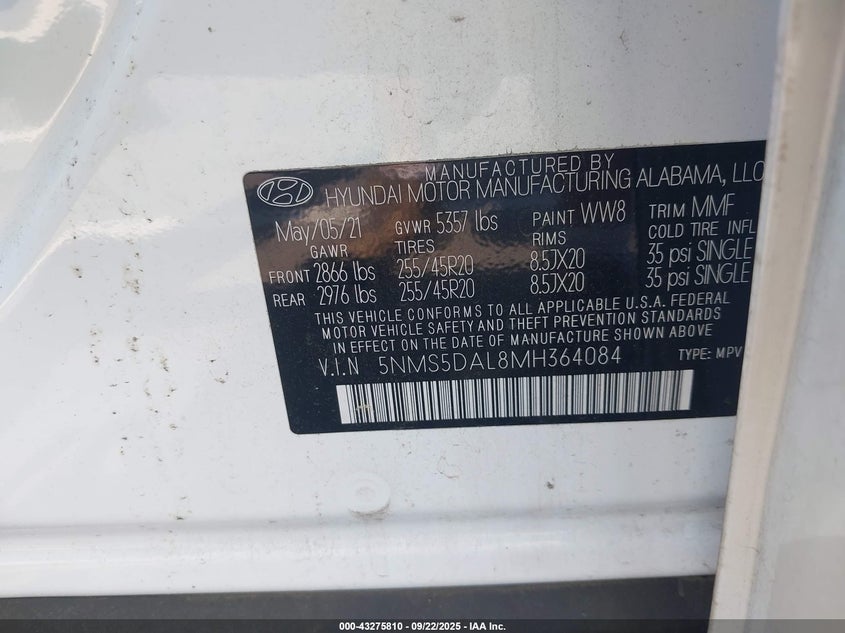 MANUFACTURED BY
HYUNDAI MOTOR MANUFACTURING ALABAMA, LLC
May/05/21 GVWR 5357 lbs PAINT WW8 TRIM MMF
GAWR TIRES RIMS COLD TIRE INFL
FRONT 2866 lbs 255/45R20 8.5JX20 35 psi SINGLE
REAR 2976 lbs 255/45R20 8.5JX20 35 psi SINGLE
THIS VEHICLE CONFORMS TO ALL APPLICABLE U.S.A. FEDERAL
MOTOR VEHICLE SAFETY AND THEFT PREVENTION STANDARDS
IN EFFECT ON THE DATE OF MANUFACTURE SHOWN ABOVE
V.I.N 5NMS5DAL8MH364084 TYPE: MPV
000-43275810 - 09/22/2025 - IAA Inc.